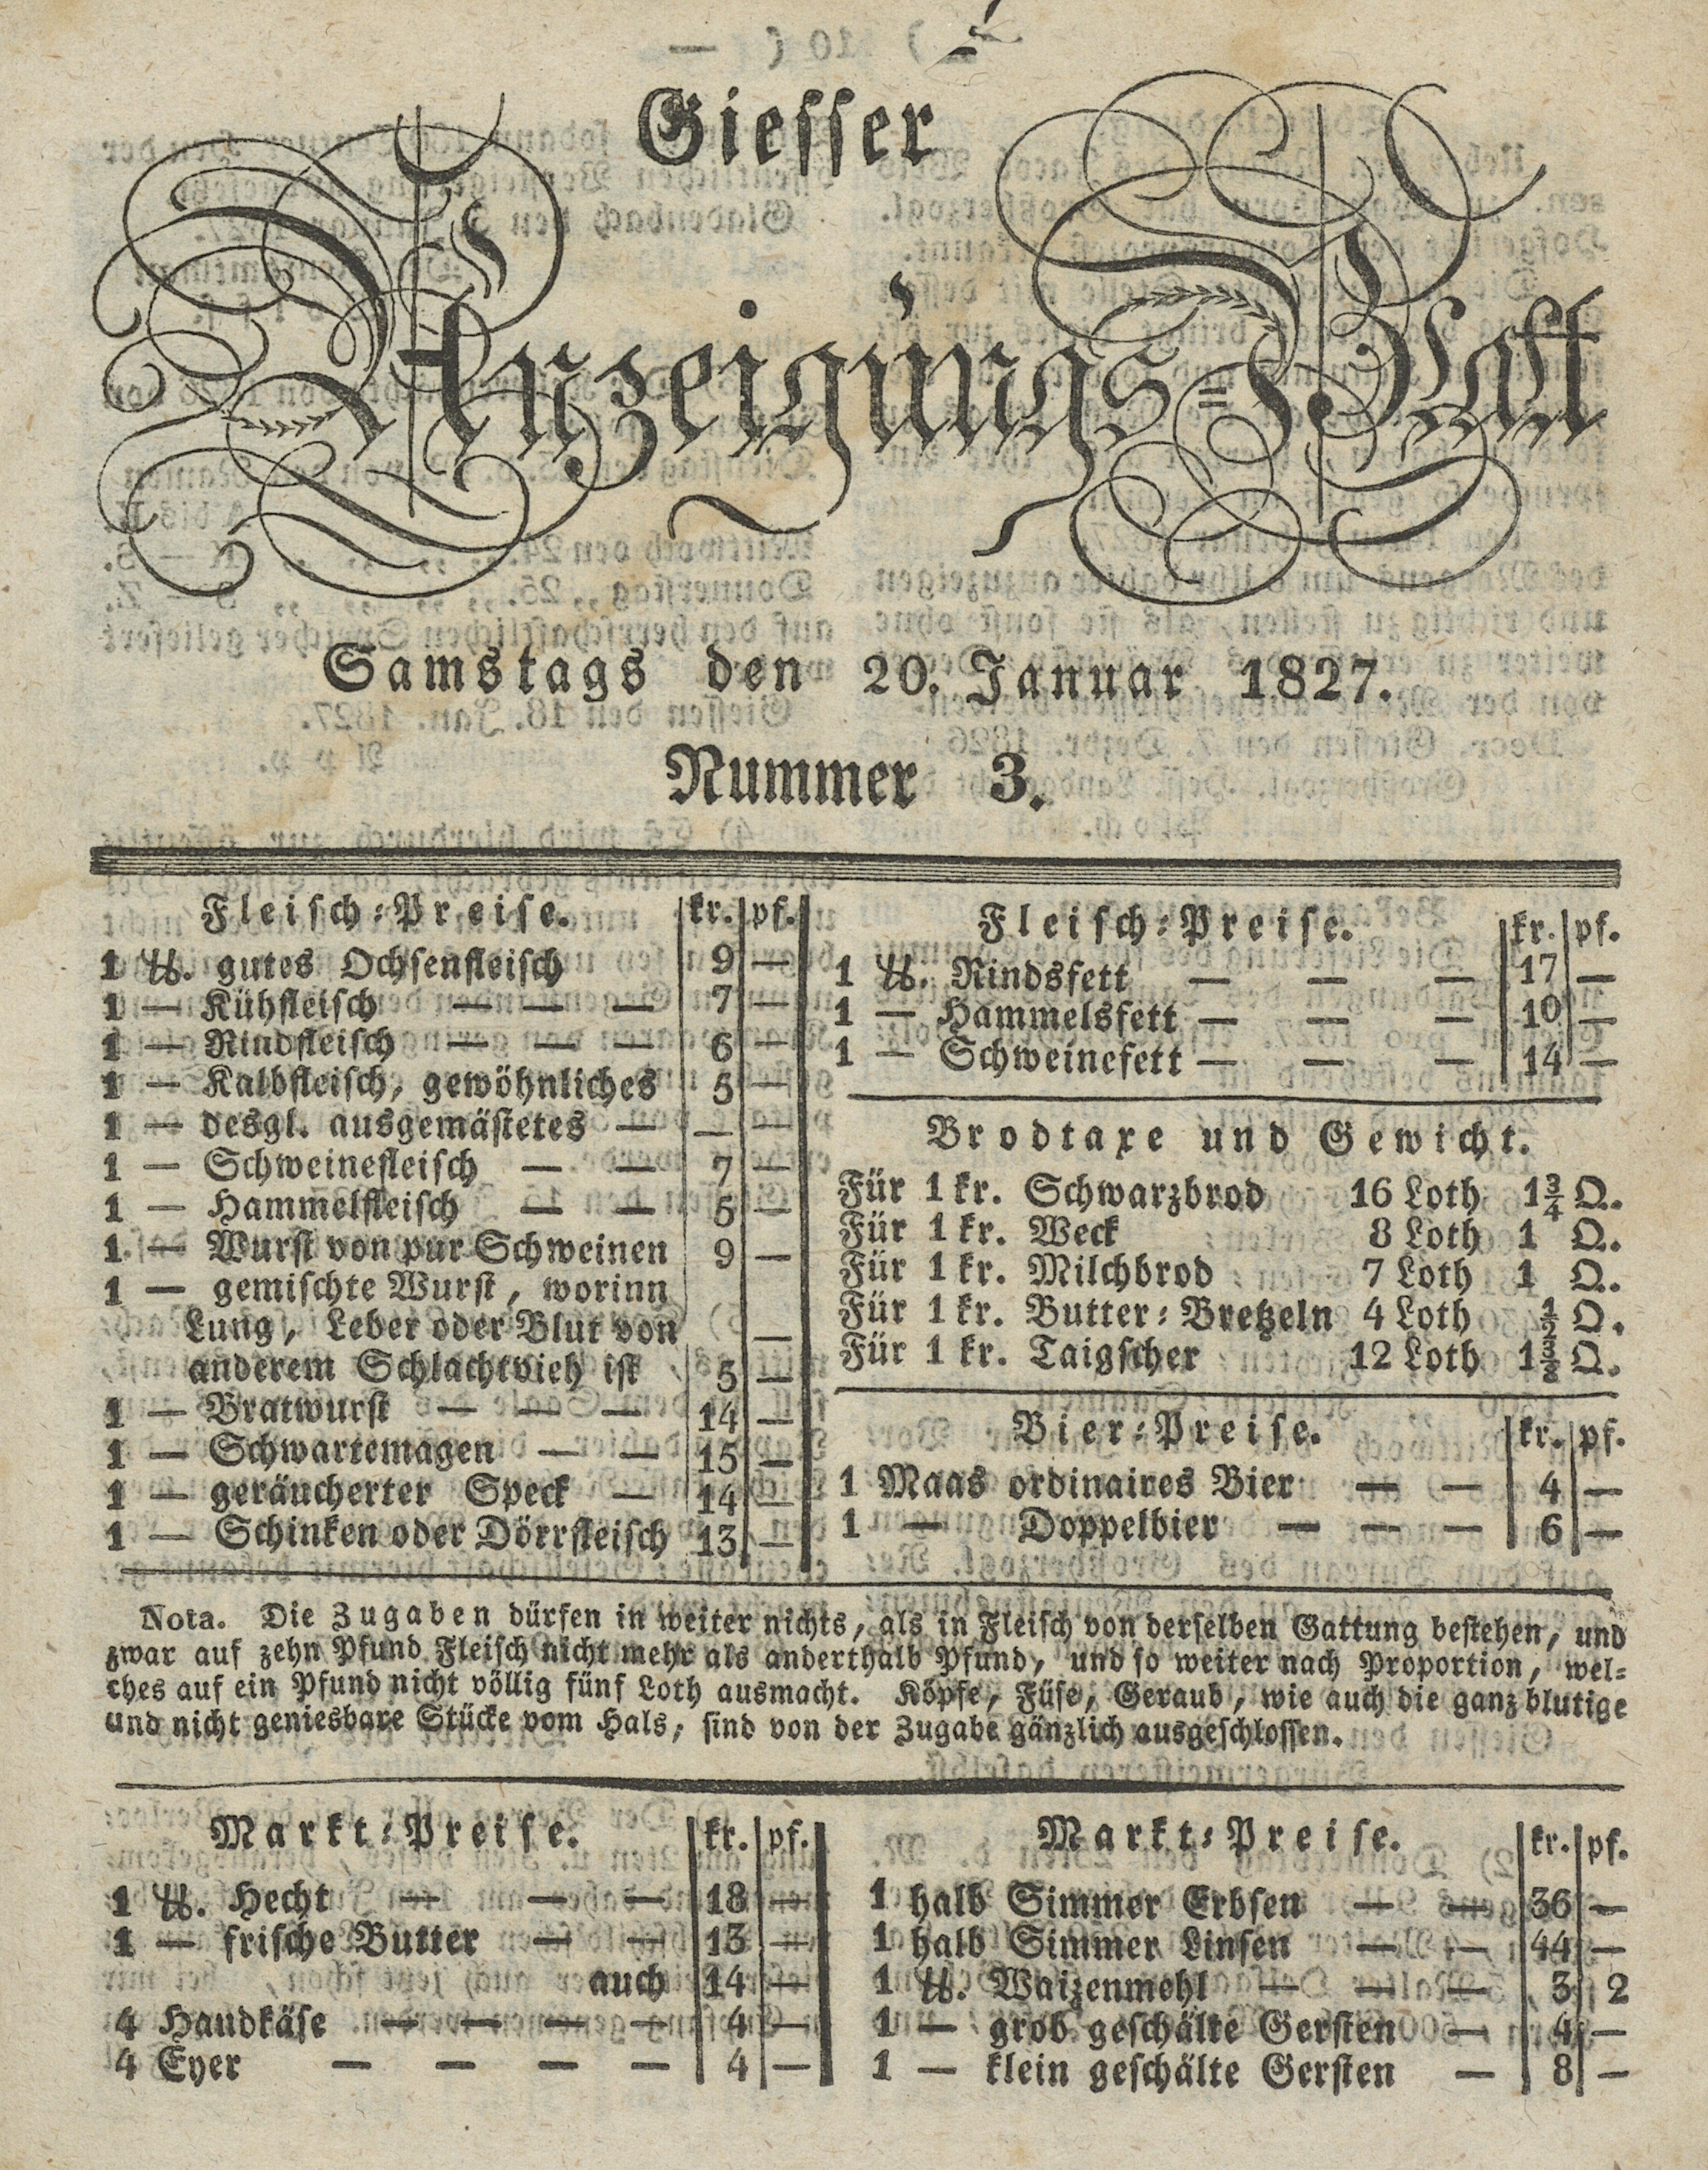 Giesser
Anzeigungs-Blatt
Samstags den 20. Januar 1827.
Nummer 3.
Fleisch-Preise. kr. pf.
1 ℔. gutes Ochsenfleisch 9 —
1 — Kühfleisch — — — 7 —
1 — Rindfleisch — — — 6 —
1 — Kalbfleisch, gewöhnliches 5 —
1 — desgl. ausgemästetes — — —
1 — Schweinefleisch — — 7 —
1 — Hammelfleisch — — 5 —
1 — Wurst von pur Schweinen 9 —
1 — gemischte Wurst, worinn
Lung, Leber oder Blut von —
anderem Schlachtvieh ist 5 —
1 — Bratwurst — — — 14 —
1 — Schwartemagen — — 15 —
1 — geräucherter Speck — 14 —
1 — Schinken oder Dörrfleisch 13 —
Fleisch-Preise. kr. pf.
1 ℔. Rindsfett — — — 17 —
1 — Hammelsfett — — — 10 —
1 — Schweinefett — — — 14 —
Brodtaxe und Gewicht.
Für 1 kr. Schwarzbrod 16 Loth 1¾ Q.
Für 1 kr. Weck 8 Loth 1 Q.
Für 1 kr. Milchbrod 7 Loth 1 Q.
Für 1 kr. Butter-Bretzeln 4 Loth ½ Q.
Für 1 kr. Taigscher 12 Loth 1⅜ Q.
Bier-Preise. kr. pf.
1 Maas ordinaires Bier — — 4 —
1 — Doppelbier — — — 6 —
Nota. Die Zugaben dürfen in weiter nichts, als in Fleisch von derselben Gattung bestehen, und
zwar auf zehn Pfund Fleisch nicht mehr als anderthalb Pfund, und so weiter nach Proportion, wel-
ches auf ein Pfund nicht völlig fünf Loth ausmacht. Köpfe, Füse, Geraub, wie auch die ganz blutige
und nicht geniesbare Stücke vom Hals, sind von der Zugabe gänzlich ausgeschlossen.
Markt-Preise. kr. pf.
1 ℔. Hecht — — — 18 —
1 — frische Butter — — 13 —
auch 14 —
4 Handkäse — — — — 4 —
4 Eyer — — — — 4 —
Markt-Preise. kr. pf.
1 halb Simmer Erbsen — — 36 —
1 halb Simmer Linsen — — 44 —
1 ℔. Waizenmehl — — — 3 2
1 — grob geschälte Gersten — 4 —
1 — klein geschälte Gersten — 8 —